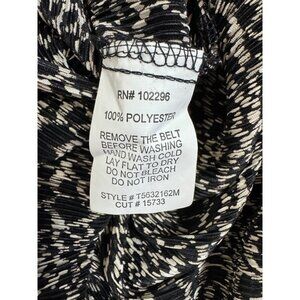 RN# 102296
100% POLYESTER
REMOVE THE BELT
BEFORE WASHING
HAND WASH COLD
LAY FLAT TO DRY
DO NOT BLEACH
DO NOT IRON
STYLE # T5632162M
CUT # 15733